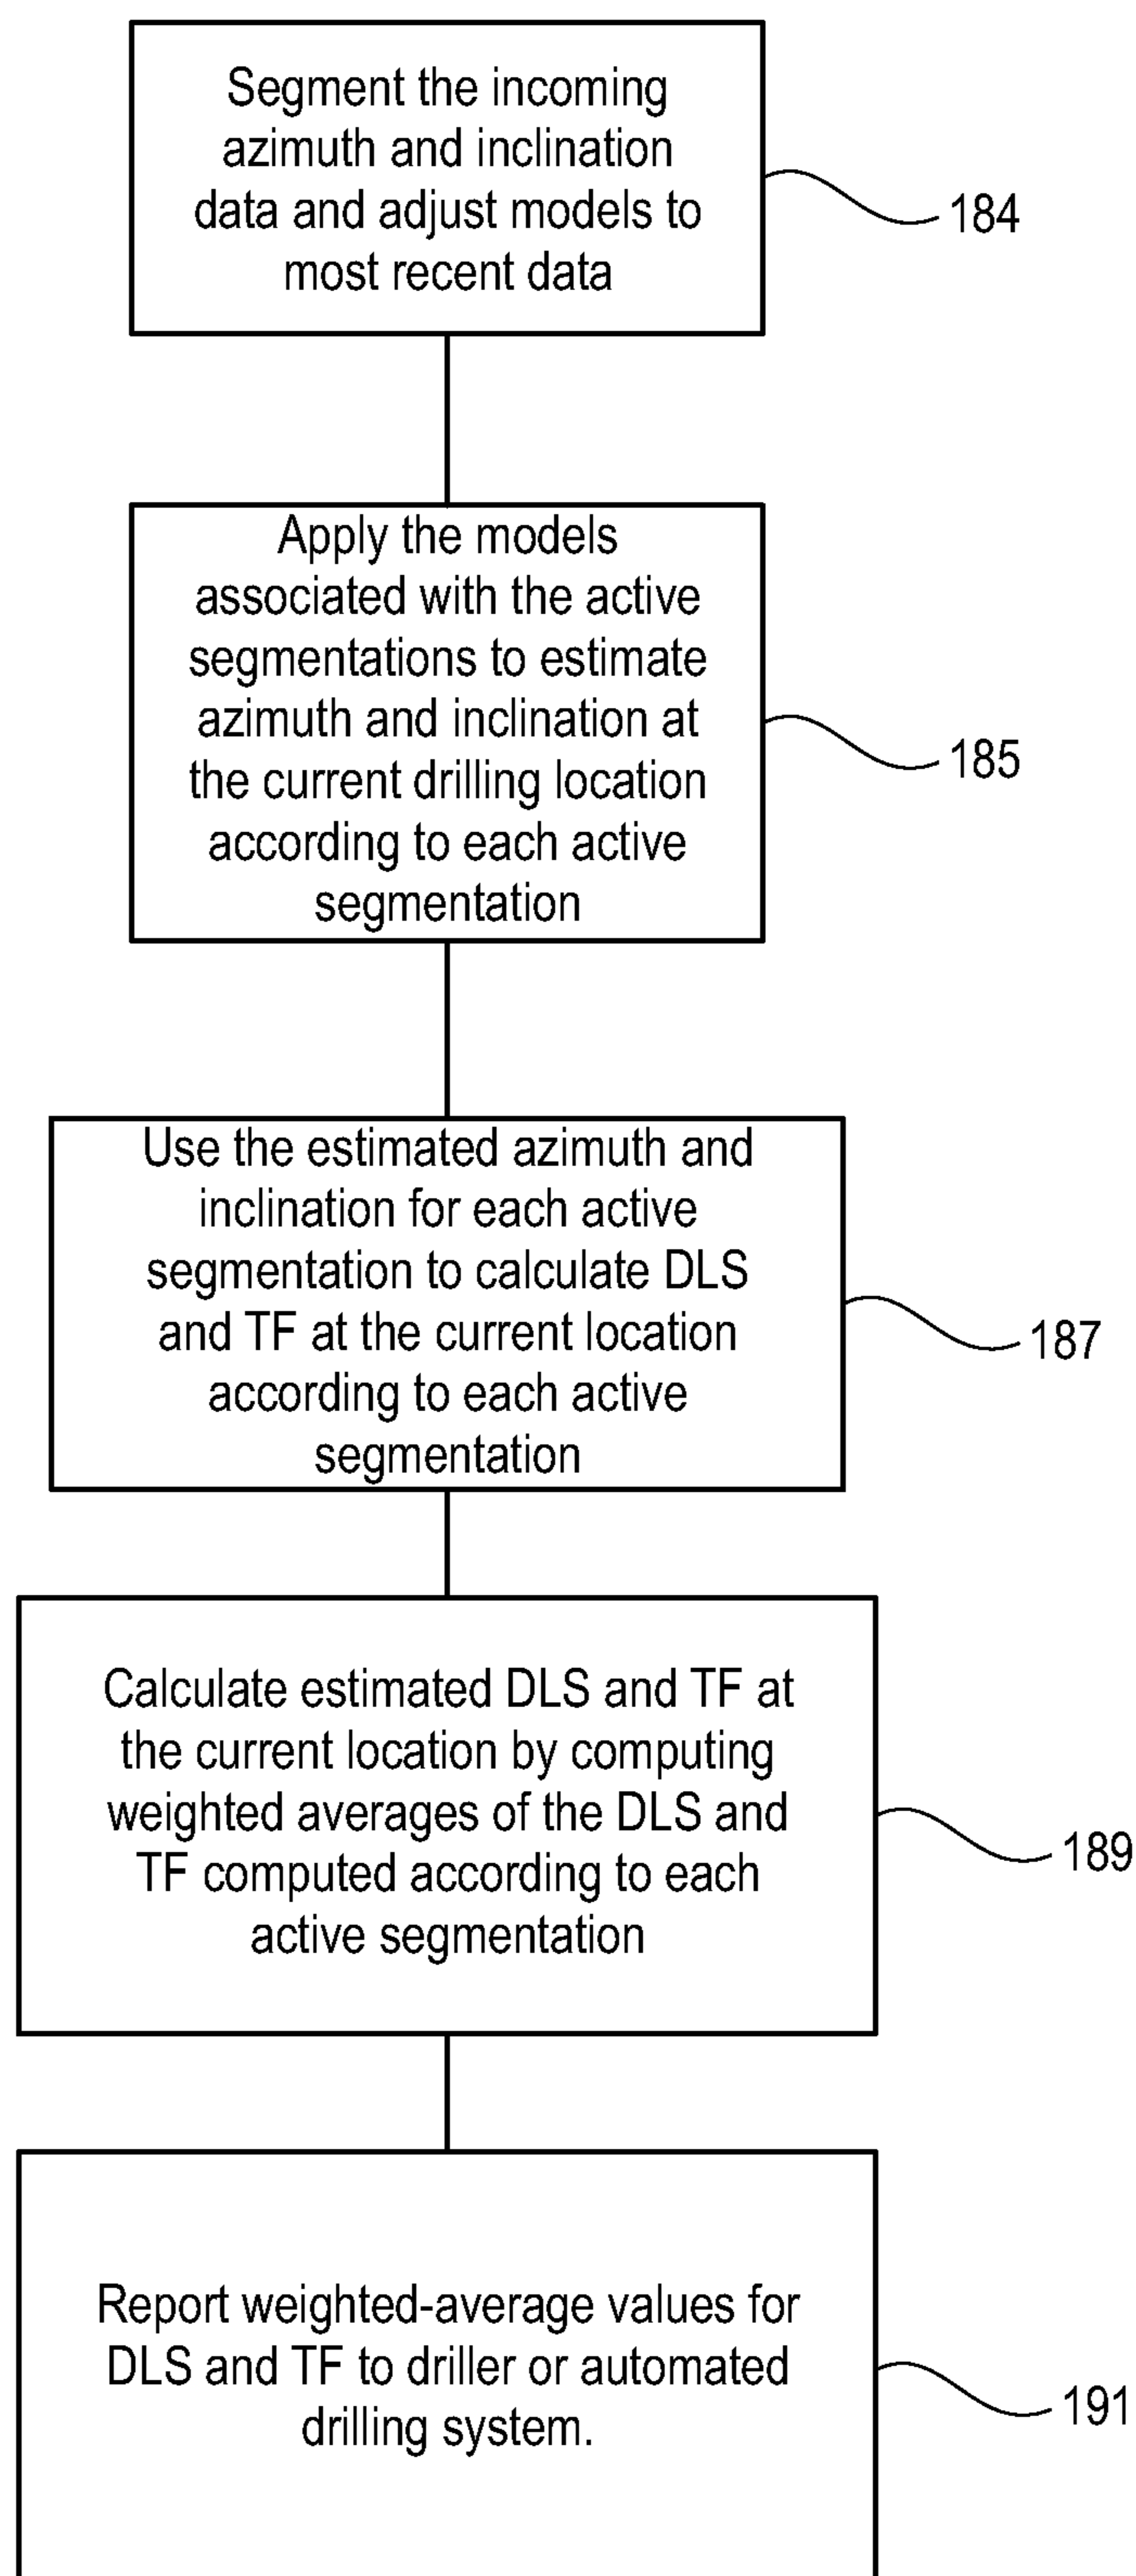 Segment the incoming
azimuth and inclination
data and adjust models to
most recent data
184
Apply the models
associated with the active
segmentations to estimate
azimuth and inclination at
the current drilling location
according to each active
segmentation
185
Use the estimated azimuth and
inclination for each active
segmentation to calculate DLS
and TF at the current location
according to each active
segmentation
187
Calculate estimated DLS and TF at
the current location by computing
weighted averages of the DLS and
TF computed according to each
active segmentation
189
Report weighted-average values for
DLS and TF to driller or automated
drilling system.
191